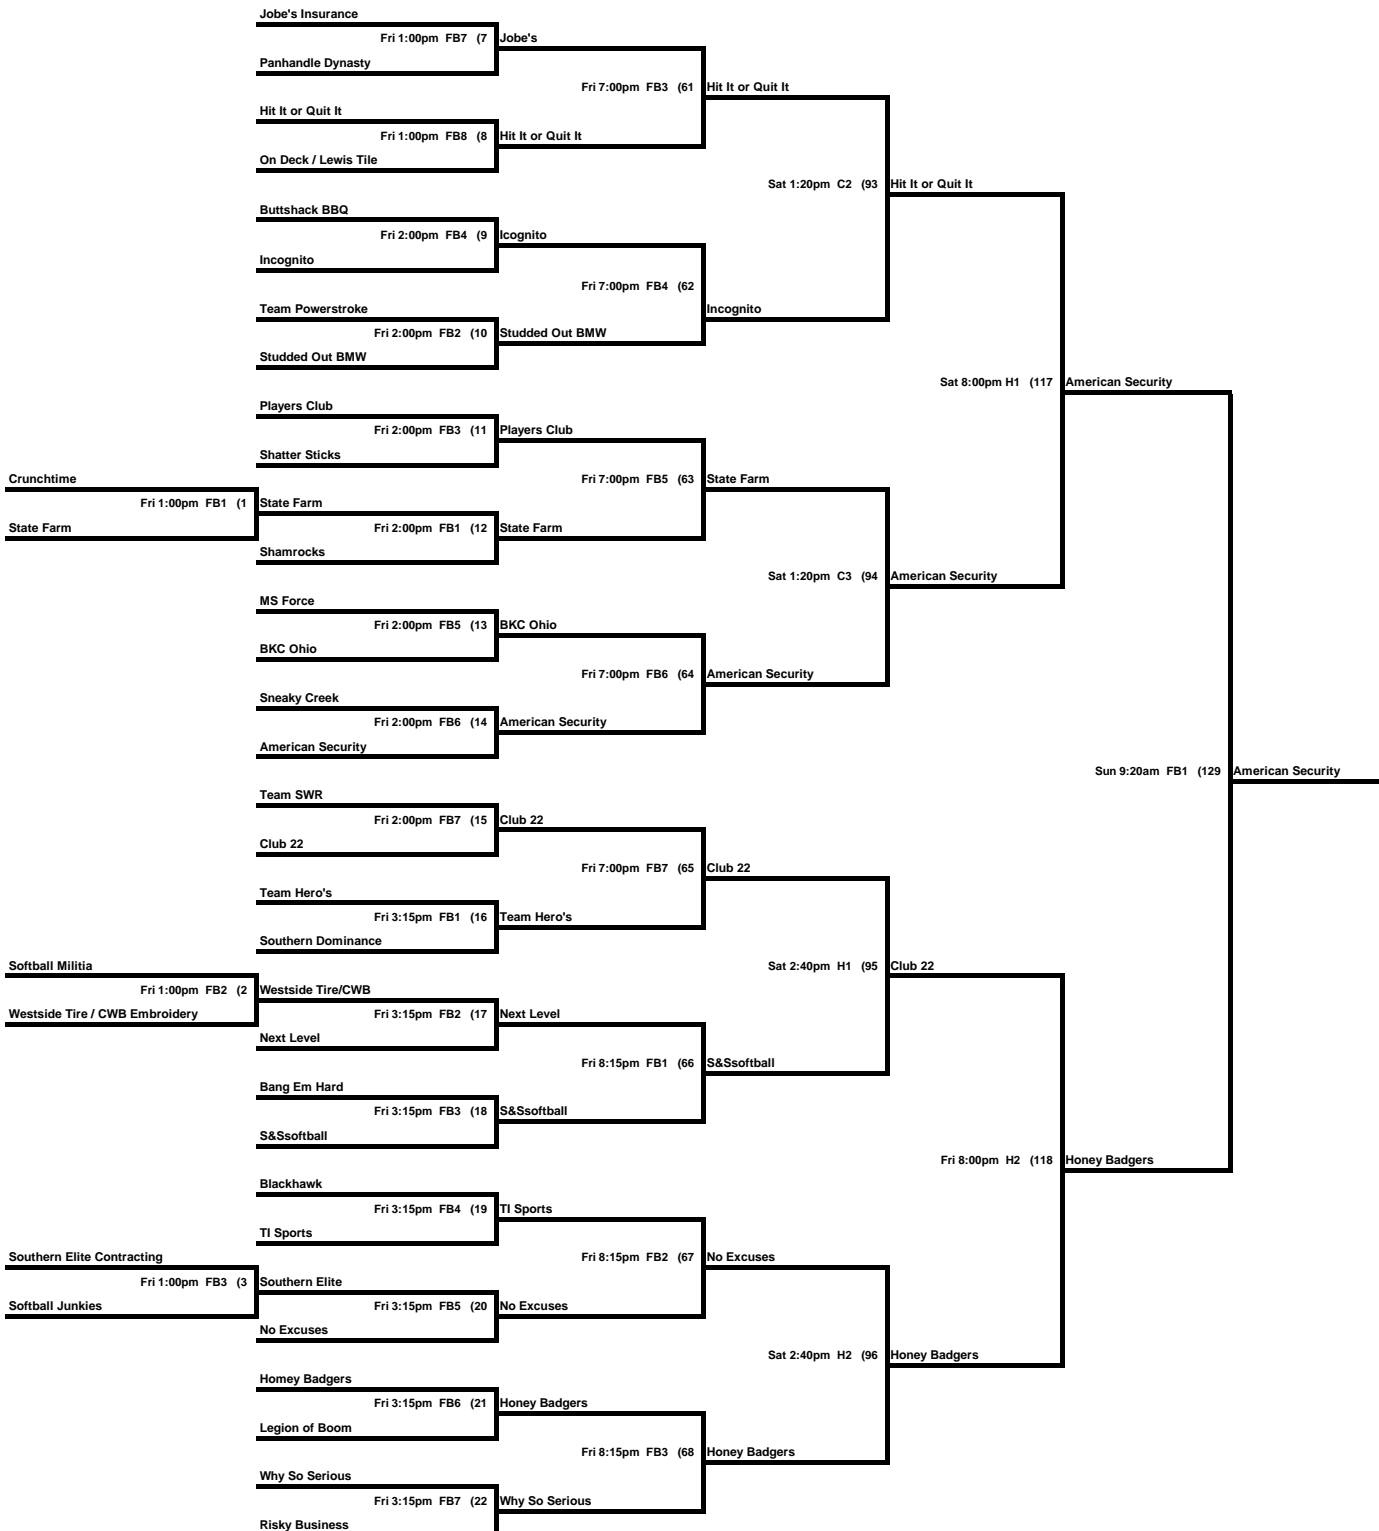 Jobe's Insurance
Fri 1:00pm FB7 (7 Jobe's
Panhandle Dynasty
Fri 7:00pm FB3 (61 Hit It or Quit It
Hit It or Quit It
Fri 1:00pm FB8 (8 Hit It or Quit It
On Deck / Lewis Tile
Sat 1:20pm C2 (93 Hit It or Quit It
Buttshack BBQ
Fri 2:00pm FB4 (9 Icognito
Incognito
Fri 7:00pm FB4 (62
Team Powerstroke
Incognito
Fri 2:00pm FB2 (10 Studded Out BMW
Studded Out BMW
Sat 8:00pm H1 (117 American Security
Players Club
Fri 2:00pm FB3 (11 Players Club
Shatter Sticks
Crunchtime
Fri 7:00pm FB5 (63 State Farm
Fri 1:00pm FB1 (1 State Farm
State Farm
Fri 2:00pm FB1 (12 State Farm
Shamrocks
Sat 1:20pm C3 (94 American Security
MS Force
Fri 2:00pm FB5 (13 BKC Ohio
BKC Ohio
Fri 7:00pm FB6 (64 American Security
Sneaky Creek
Fri 2:00pm FB6 (14 American Security
American Security
Sun 9:20am FB1 (129 American Security
Team SWR
Fri 2:00pm FB7 (15 Club 22
Club 22
Fri 7:00pm FB7 (65 Club 22
Team Hero's
Fri 3:15pm FB1 (16 Team Hero's
Southern Dominance
Softball Militia
Sat 2:40pm H1 (95 Club 22
Fri 1:00pm FB2 (2 Westside Tire/CWB
Westside Tire / CWB Embroidery
Fri 3:15pm FB2 (17 Next Level
Next Level
Fri 8:15pm FB1 (66 S&Ssoftball
Bang Em Hard
Fri 3:15pm FB3 (18 S&Ssoftball
S&Ssoftball
Fri 8:00pm H2 (118 Honey Badgers
Blackhawk
Fri 3:15pm FB4 (19 TI Sports
TI Sports
Southern Elite Contracting
Fri 8:15pm FB2 (67 No Excuses
Fri 1:00pm FB3 (3 Southern Elite
Softball Junkies
Fri 3:15pm FB5 (20 No Excuses
No Excuses
Sat 2:40pm H2 (96 Honey Badgers
Homey Badgers
Fri 3:15pm FB6 (21 Honey Badgers
Legion of Boom
Fri 8:15pm FB3 (68 Honey Badgers
Why So Serious
Fri 3:15pm FB7 (22 Why So Serious
Risky Business